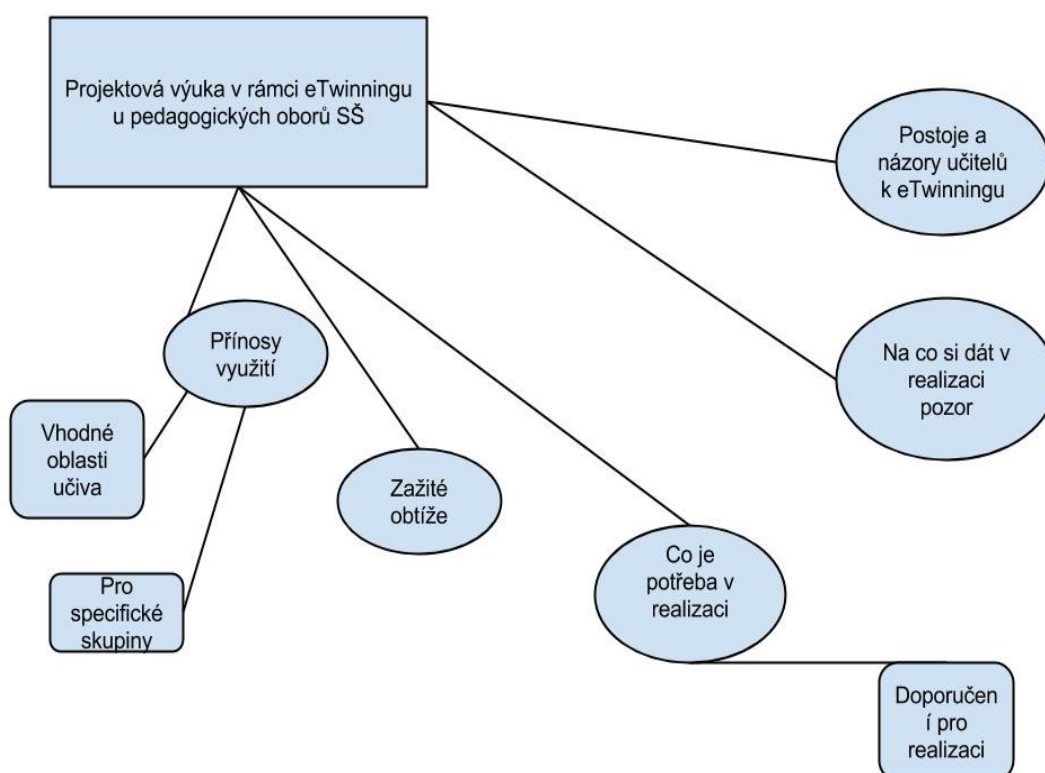 Projektová výuka v rámci eTwinningu
u pedagogických oborů SŠ
Postoje a
názory učitelů
k eTwinningu
Přínosy
využití
Na co si dát v
realizaci
pozor
Vhodné
oblasti
učiva
Zažité
obtíže
Co je
potřeba v
realizaci
Pro
specifické
skupiny
Doporučen
í pro
realizaci